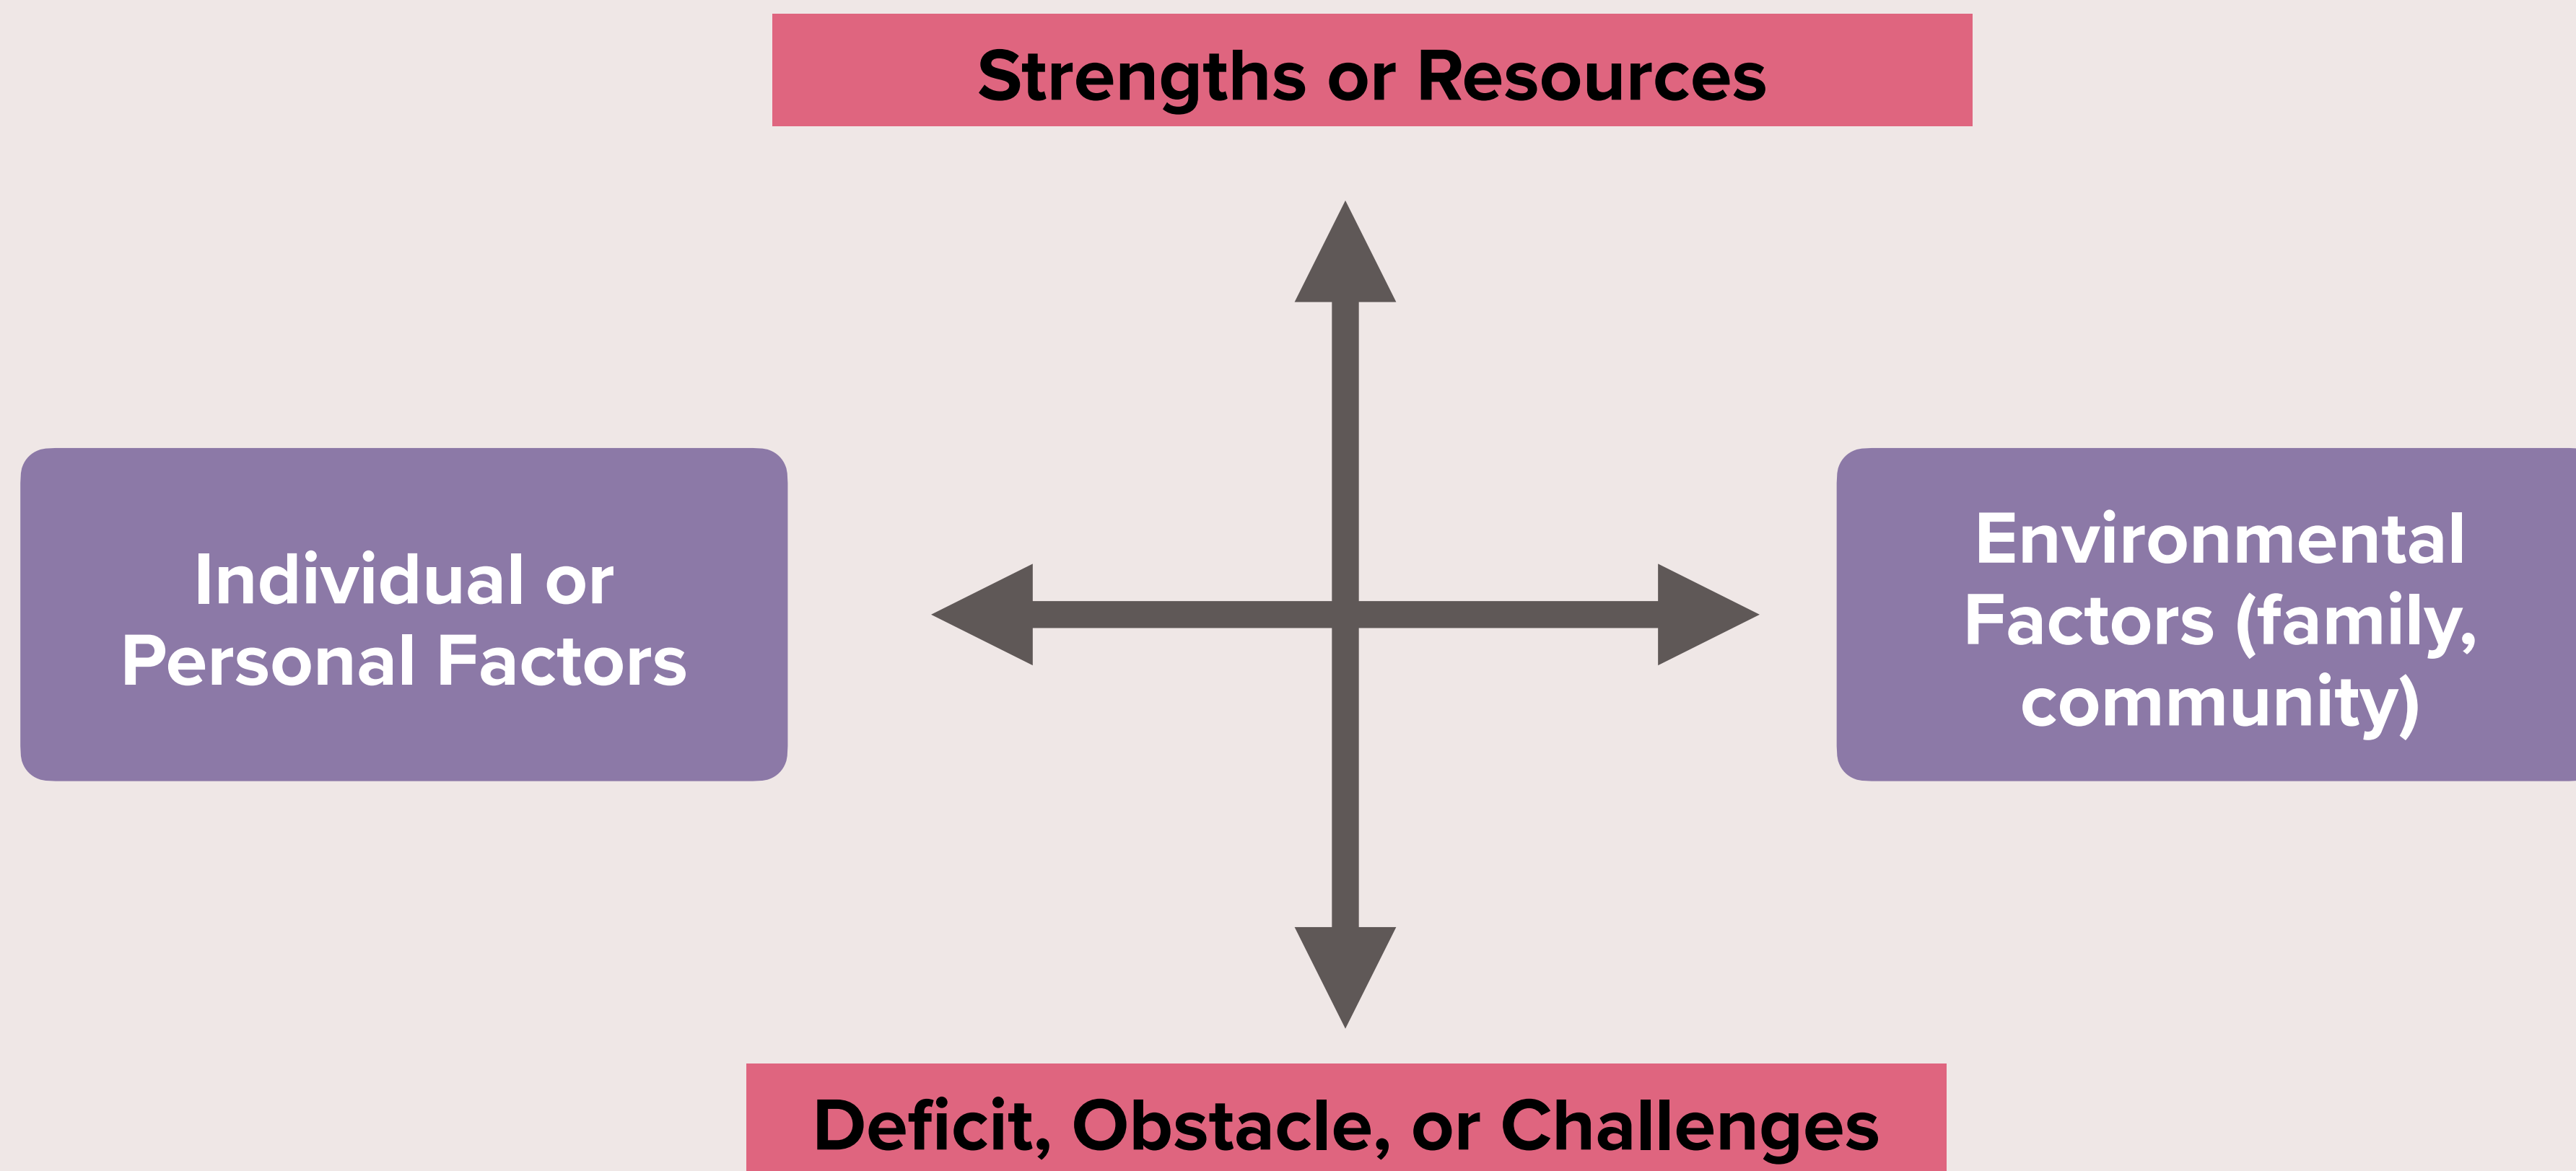 Strengths or Resources
Individual or
Personal Factors
Environmental
Factors (family,
community)
Deficit, Obstacle, or Challenges